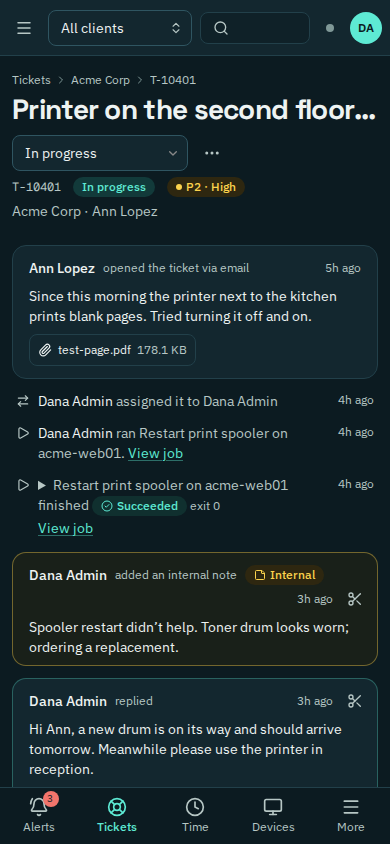 All clients
DA
Tickets > Acme Corp > T-10401
Printer on the second floor...
In progress
T-10401 In progress P2 · High
Acme Corp · Ann Lopez
Ann Lopez opened the ticket via email 5h ago
Since this morning the printer next to the kitchen
prints blank pages. Tried turning it off and on.
test-page.pdf 178.1 KB
Dana Admin assigned it to Dana Admin 4h ago
Dana Admin ran Restart print spooler on 4h ago
acme-web01. View job
Restart print spooler on acme-web01 4h ago
finished Succeeded exit 0
View job
Dana Admin added an internal note Internal
3h ago
Spooler restart didn’t help. Toner drum looks worn;
ordering a replacement.
Dana Admin replied 3h ago
Hi Ann, a new drum is on its way and should arrive
tomorrow. Meanwhile please use the printer in
reception.
3
Alerts Tickets Time Devices More